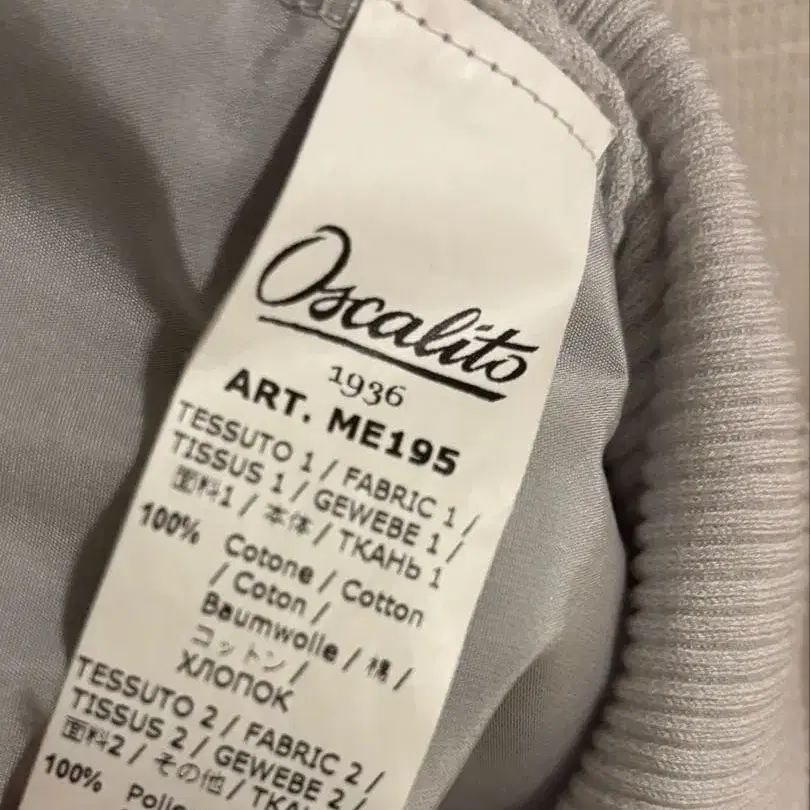 Oscalito
1936
ART. ME195
TESSUTO 1 / FABRIC 1 /
TISSUS 1 / GEWEBE 1 /
面料1 / 本体 / ТКАНЬ 1
100% Cotone / Cotton
/ Coton /
Baumwolle / 棉 /
コットン /
ХЛОПОК
TESSUTO 2 / FABRIC 2 /
TISSUS 2 / GEWEBE 2 /
面料2 / その他 /
100%